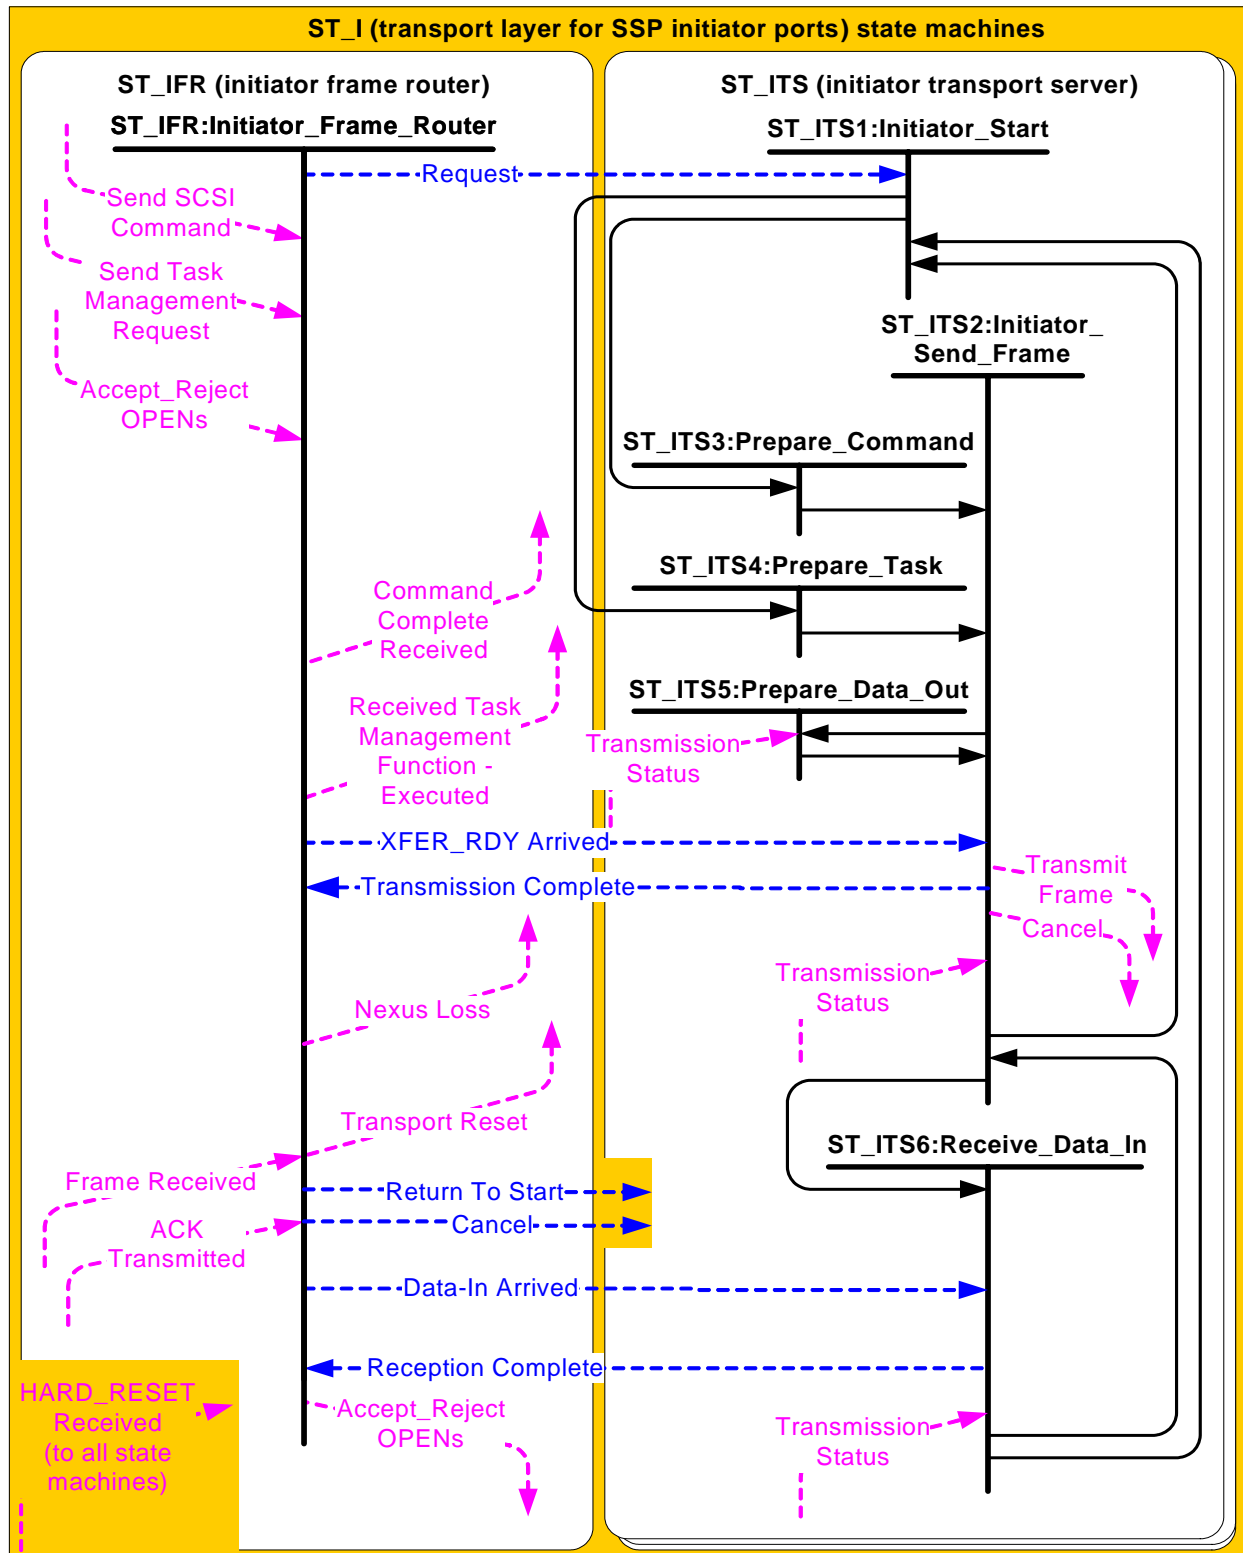 ST_I (transport layer for SSP initiator ports) state machines
ST_IFR (initiator frame router)
ST_IFR:Initiator_Frame_Router
Send SCSI
Command
Send Task
Management
Request
Accept_Reject
OPENs
Command
Complete
Received
Received Task
Management
Function -
Executed
Nexus Loss
Transport Reset
Frame Received
ACK
Transmitted
HARD_RESET
Received
(to all state
machines)
Accept_Reject
OPENs
Request
XFER_RDY Arrived
Transmission Complete
Return To Start
Cancel
Data-In Arrived
Reception Complete
ST_ITS (initiator transport server)
ST_ITS1:Initiator_Start
ST_ITS2:Initiator_
Send_Frame
ST_ITS3:Prepare_Command
ST_ITS4:Prepare_Task
ST_ITS5:Prepare_Data_Out
Transmission
Status
Transmit
Frame
Cancel
Transmission
Status
ST_ITS6:Receive_Data_In
Transmission
Status